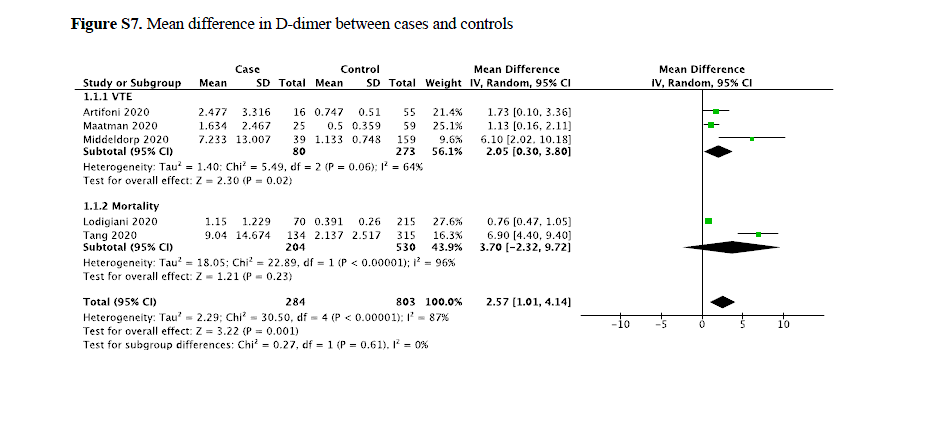 Figure S7. Mean difference in D-dimer between cases and controls
Case Control Mean Difference Mean Difference
Study or Subgroup Mean SD Total Mean SD Total Weight IV, Random, 95% CI IV, Random, 95% CI
1.1.1 VTE
Artifoni 2020 2.477 3.316 16 0.747 0.51 55 21.4% 1.73 [0.10, 3.36]
Maatman 2020 1.634 2.467 25 0.5 0.359 59 25.1% 1.13 [0.16, 2.11]
Middeldorp 2020 7.233 13.007 39 1.133 0.748 159 9.6% 6.10 [2.02, 10.18]
Subtotal (95% CI) 80 273 56.1% 2.05 [0.30, 3.80]
Heterogeneity: Tau² = 1.40; Chi² = 5.49, df = 2 (P = 0.06); I² = 64%
Test for overall effect: Z = 2.30 (P = 0.02)
1.1.2 Mortality
Lodigiani 2020 1.15 1.229 70 0.391 0.26 215 27.6% 0.76 [0.47, 1.05]
Tang 2020 9.04 14.674 134 2.137 2.517 315 16.3% 6.90 [4.40, 9.40]
Subtotal (95% CI) 204 530 43.9% 3.70 [-2.32, 9.72]
Heterogeneity: Tau² = 18.05; Chi² = 22.89, df = 1 (P < 0.00001); I² = 96%
Test for overall effect: Z = 1.21 (P = 0.23)
Total (95% CI) 284 803 100.0% 2.57 [1.01, 4.14]
Heterogeneity: Tau² = 2.29; Chi² = 30.50, df = 4 (P < 0.00001); I² = 87%
Test for overall effect: Z = 3.22 (P = 0.001)
Test for subgroup differences: Chi² = 0.27, df = 1 (P = 0.61), I² = 0%
-10 -5 0 5 10